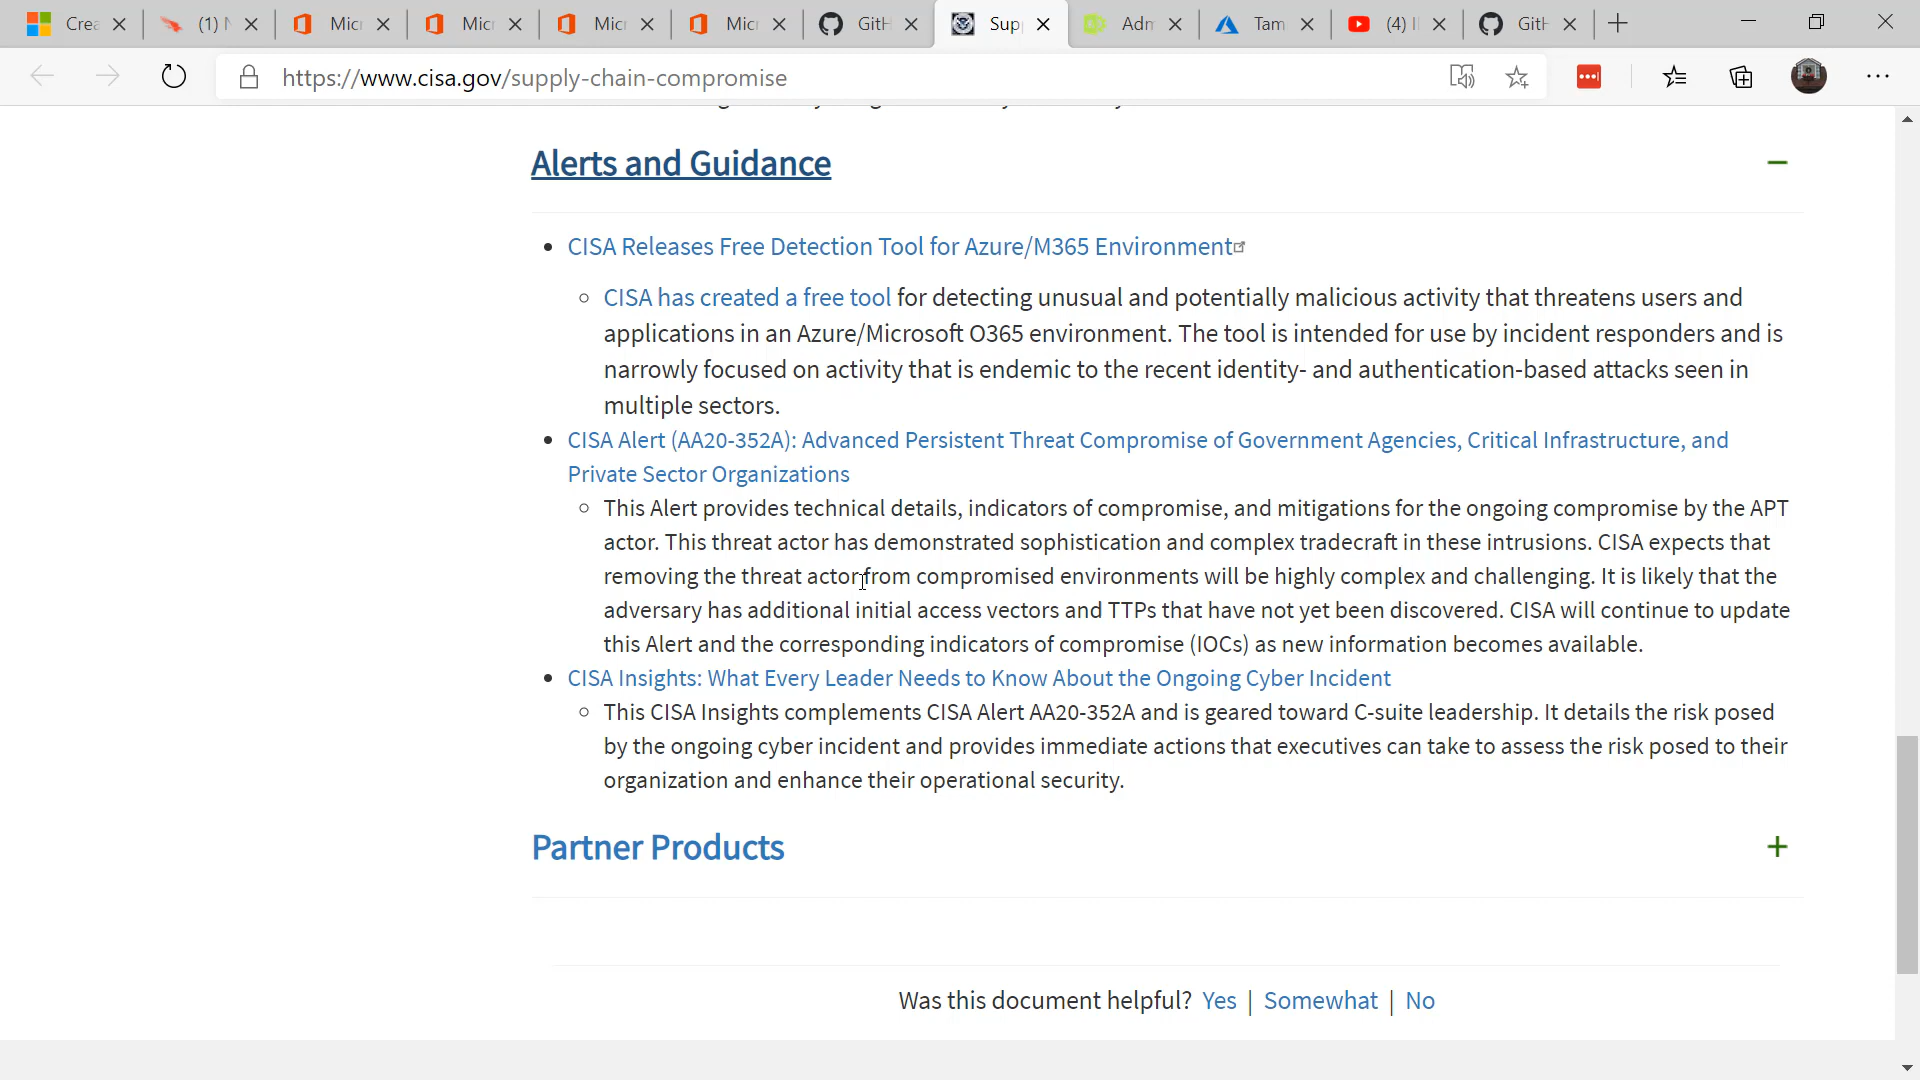 Crea
(1) N
Micr
Micr
Micr
Micr
GitH
Sup
Adm
Tam
(4) I
GitH
https://www.cisa.gov/supply-chain-compromise
Alerts and Guidance
CISA Releases Free Detection Tool for Azure/M365 Environment
CISA has created a free tool for detecting unusual and potentially malicious activity that threatens users and
applications in an Azure/Microsoft O365 environment. The tool is intended for use by incident responders and is
narrowly focused on activity that is endemic to the recent identity- and authentication-based attacks seen in
multiple sectors.
CISA Alert (AA20-352A): Advanced Persistent Threat Compromise of Government Agencies, Critical Infrastructure, and
Private Sector Organizations
This Alert provides technical details, indicators of compromise, and mitigations for the ongoing compromise by the APT
actor. This threat actor has demonstrated sophistication and complex tradecraft in these intrusions. CISA expects that
removing the threat actor from compromised environments will be highly complex and challenging. It is likely that the
adversary has additional initial access vectors and TTPs that have not yet been discovered. CISA will continue to update
this Alert and the corresponding indicators of compromise (IOCs) as new information becomes available.
CISA Insights: What Every Leader Needs to Know About the Ongoing Cyber Incident
This CISA Insights complements CISA Alert AA20-352A and is geared toward C-suite leadership. It details the risk posed
by the ongoing cyber incident and provides immediate actions that executives can take to assess the risk posed to their
organization and enhance their operational security.
Partner Products
Was this document helpful? Yes | Somewhat | No